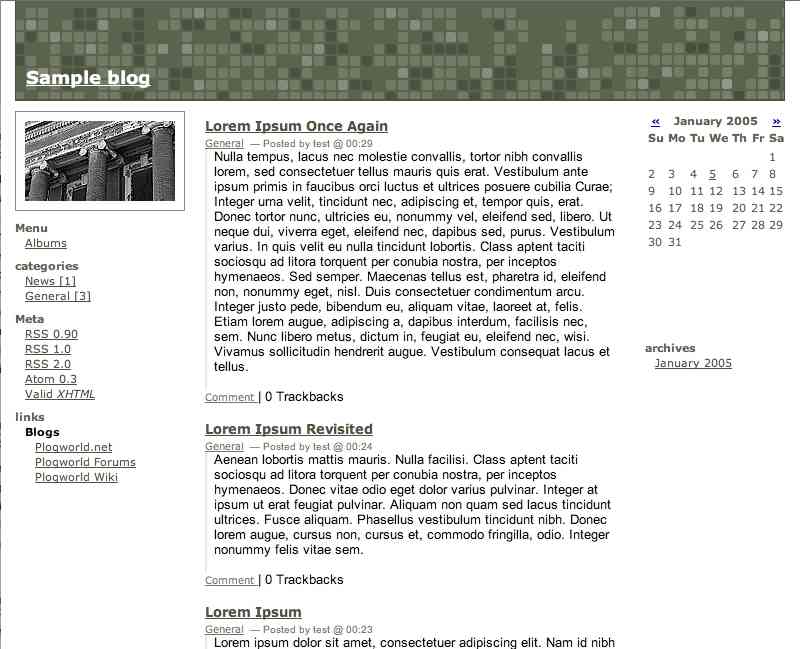 Sample blog
Menu
Albums
categories
News [1]
General [3]
Meta
RSS 0.90
RSS 1.0
RSS 2.0
Atom 0.3
Valid XHTML
links
Blogs
Plogworld.net
Plogworld Forums
Plogworld Wiki
Lorem Ipsum Once Again
General — Posted by test @ 00:29
Nulla tempus, lacus nec molestie convallis, tortor nibh convallis
lorem, sed consectetuer tellus mauris quis erat. Vestibulum ante
ipsum primis in faucibus orci luctus et ultrices posuere cubilia Curae;
Integer urna velit, tincidunt nec, adipiscing et, tempor quis, erat.
Donec tortor nunc, ultricies eu, nonummy vel, eleifend sed, libero. Ut
neque dui, viverra eget, eleifend nec, dapibus sed, purus. Vestibulum
varius. In quis velit eu nulla tincidunt lobortis. Class aptent taciti
sociosqu ad litora torquent per conubia nostra, per inceptos
hymenaeos. Sed semper. Maecenas tellus est, pharetra id, eleifend
non, nonummy eget, nisl. Duis consectetuer condimentum arcu.
Integer justo pede, bibendum eu, aliquam vitae, laoreet at, felis.
Etiam lorem augue, adipiscing a, dapibus interdum, facilisis nec,
sem. Nunc libero metus, dictum in, feugiat eu, eleifend nec, wisi.
Vivamus sollicitudin hendrerit augue. Vestibulum consequat lacus et
tellus.
Comment | 0 Trackbacks
Lorem Ipsum Revisited
General — Posted by test @ 00:24
Aenean lobortis mattis mauris. Nulla facilisi. Class aptent taciti
sociosqu ad litora torquent per conubia nostra, per inceptos
hymenaeos. Donec vitae odio eget dolor varius pulvinar. Integer at
ipsum ut erat feugiat pulvinar. Aliquam non quam sed lacus tincidunt
ultrices. Fusce aliquam. Phasellus vestibulum tincidunt nibh. Donec
lorem augue, cursus non, cursus et, commodo fringilla, odio. Integer
nonummy felis vitae sem.
Comment | 0 Trackbacks
Lorem Ipsum
General — Posted by test @ 00:23
Lorem ipsum dolor sit amet, consectetuer adipiscing elit. Nam id nibh
« January 2005 »
Su Mo Tu We Th Fr Sa
1
2 3 4 5 6 7 8
9 10 11 12 13 14 15
16 17 18 19 20 21 22
23 24 25 26 27 28 29
30 31
archives
January 2005